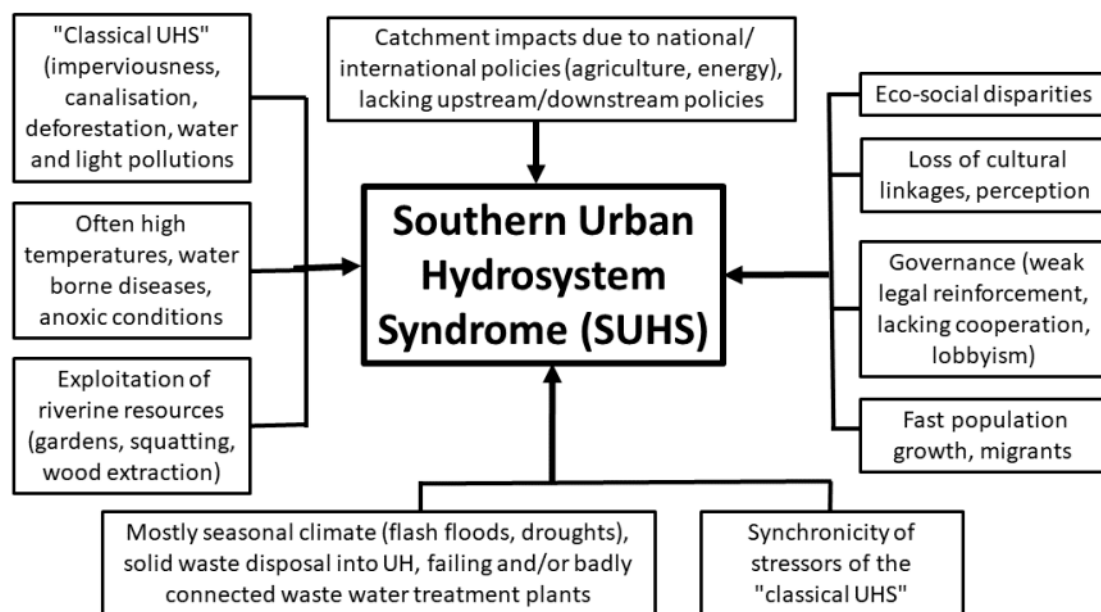 "Classical UHS"
(imperviousness,
canalisation,
deforestation, water
and light pollutions
Often high
temperatures, water
borne diseases,
anoxic conditions
Exploitation of
riverine resources
(gardens, squatting,
wood extraction)
Catchment impacts due to national/
international policies (agriculture, energy),
lacking upstream/downstream policies
Southern Urban
Hydrosystem
Syndrome (SUHS)
Eco-social disparities
Loss of cultural
linkages, perception
Governance (weak
legal reinforcement,
lacking cooperation,
lobbyism)
Fast population
growth, migrants
Mostly seasonal climate (flash floods, droughts),
solid waste disposal into UH, failing and/or badly
connected waste water treatment plants
Synchronicity of
stressors of the
"classical UHS"